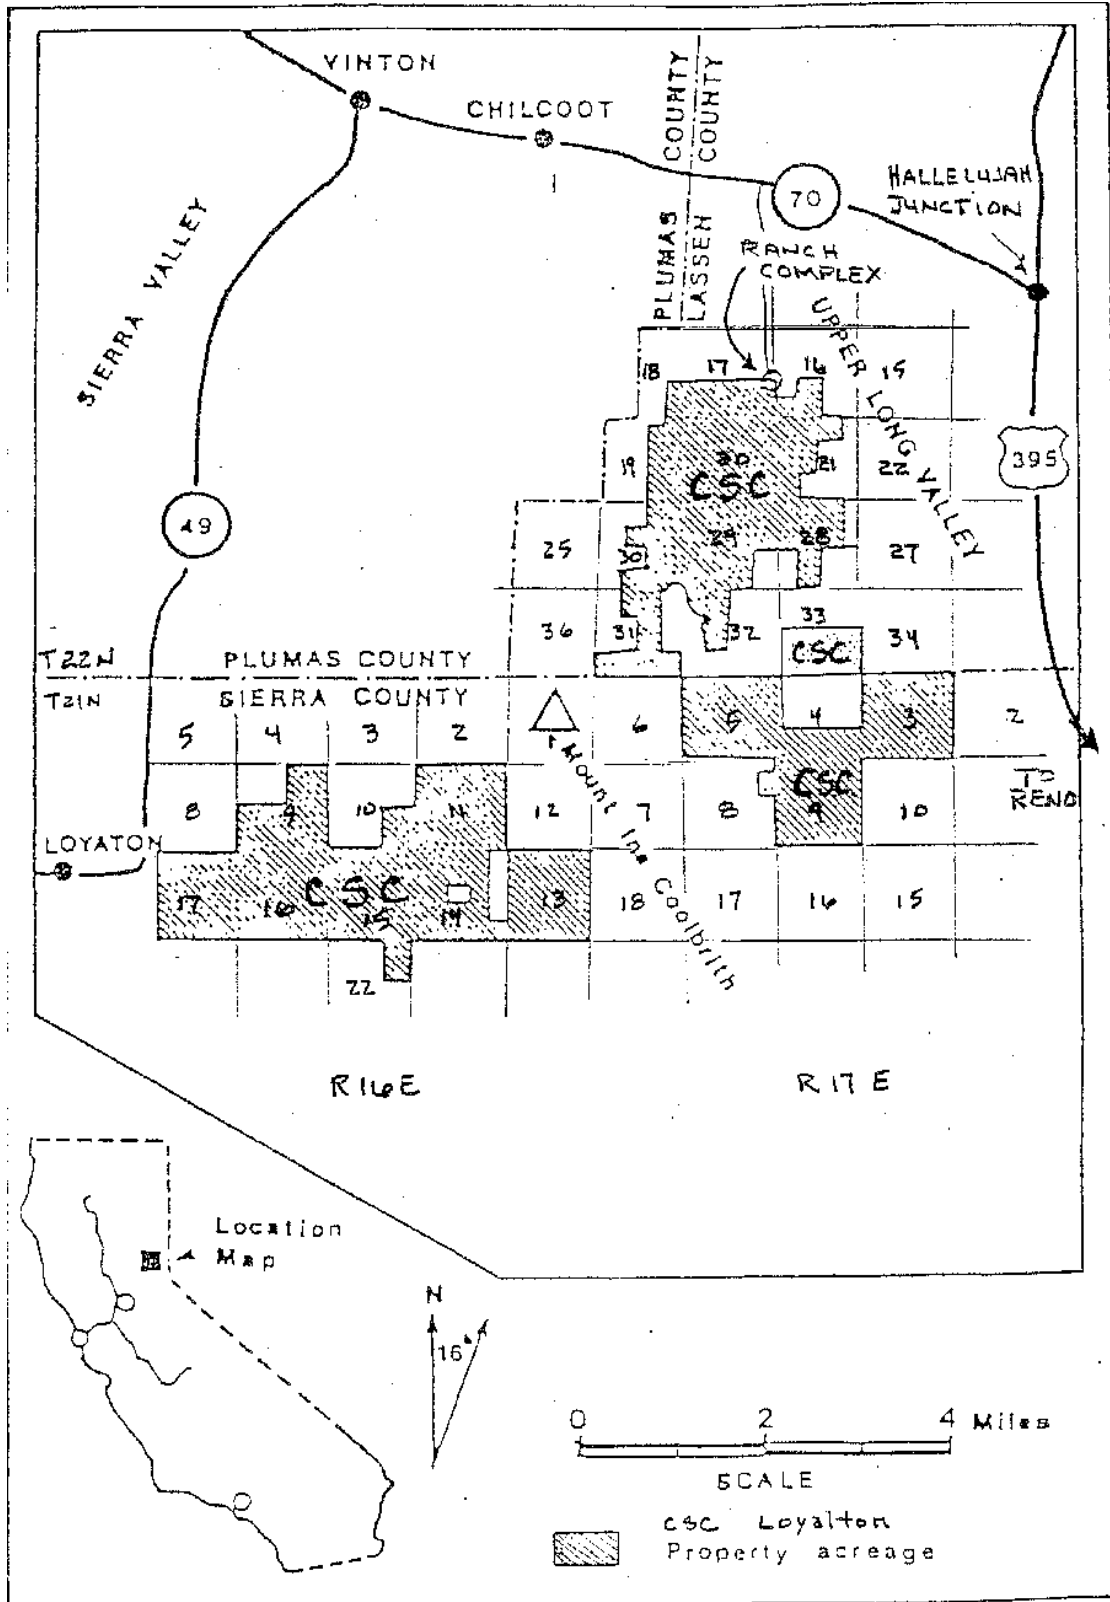 VINTON
CHILCOOT
PLUMAS COUNTY
LASSEN COUNTY
70
HALLELUJAH
JUNCTION
RANCH
COMPLEX
SIERRA VALLEY
UPPER LONG VALLEY
18 17 16 15
19 20 21 22
CSC
395
49
25 30 29 28 27
36 31 32 33 34
CSC
T22N PLUMAS COUNTY
T21N SIERRA COUNTY
5 4 3 2 6 5 4 3 2
Mount Ina Coolbrith
8 9 10 11 12 7 8 9 10
CSC
TO
RENO
LOYATON
CSC
17 16 15 14 13 18 17 16 15
22
R16E R17E
Location
Map
N
16°
0 2 4 Miles
SCALE
CSC Loyalton
Property acreage